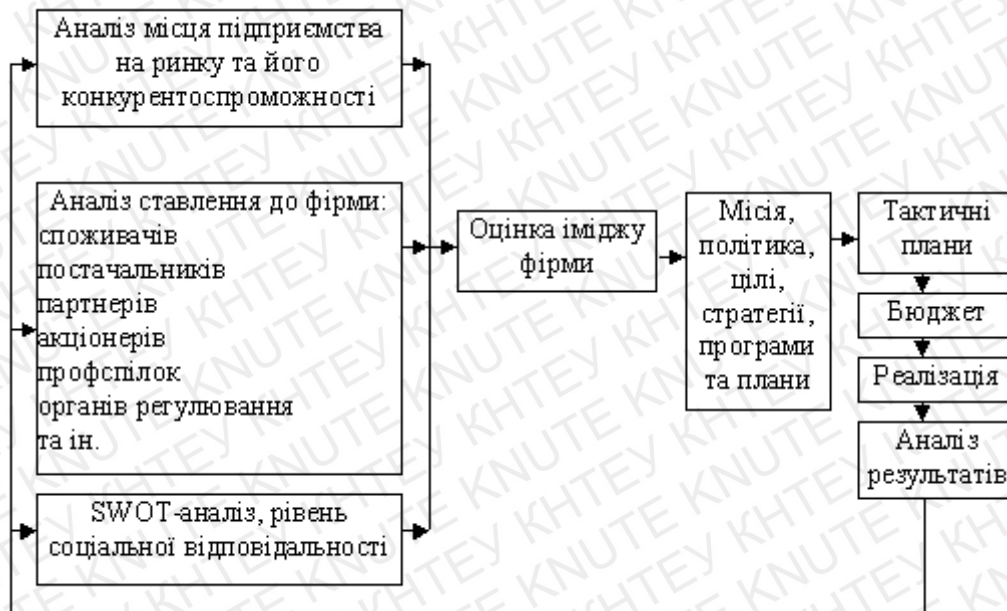 Аналіз місця підприємства
на ринку та його
конкурентоспроможності
Аналіз ставлення до фірми:
споживачів
постачальників
партнерів
акціонерів
профспілок
органів регулювання
та ін.
SWOT-аналіз, рівень
соціальної відповідальності
Оцінка іміджу
фірми
Місія,
політика,
цілі,
стратегії,
програми
та плани
Тактичні
плани
Бюджет
Реалізація
Аналіз
результатів